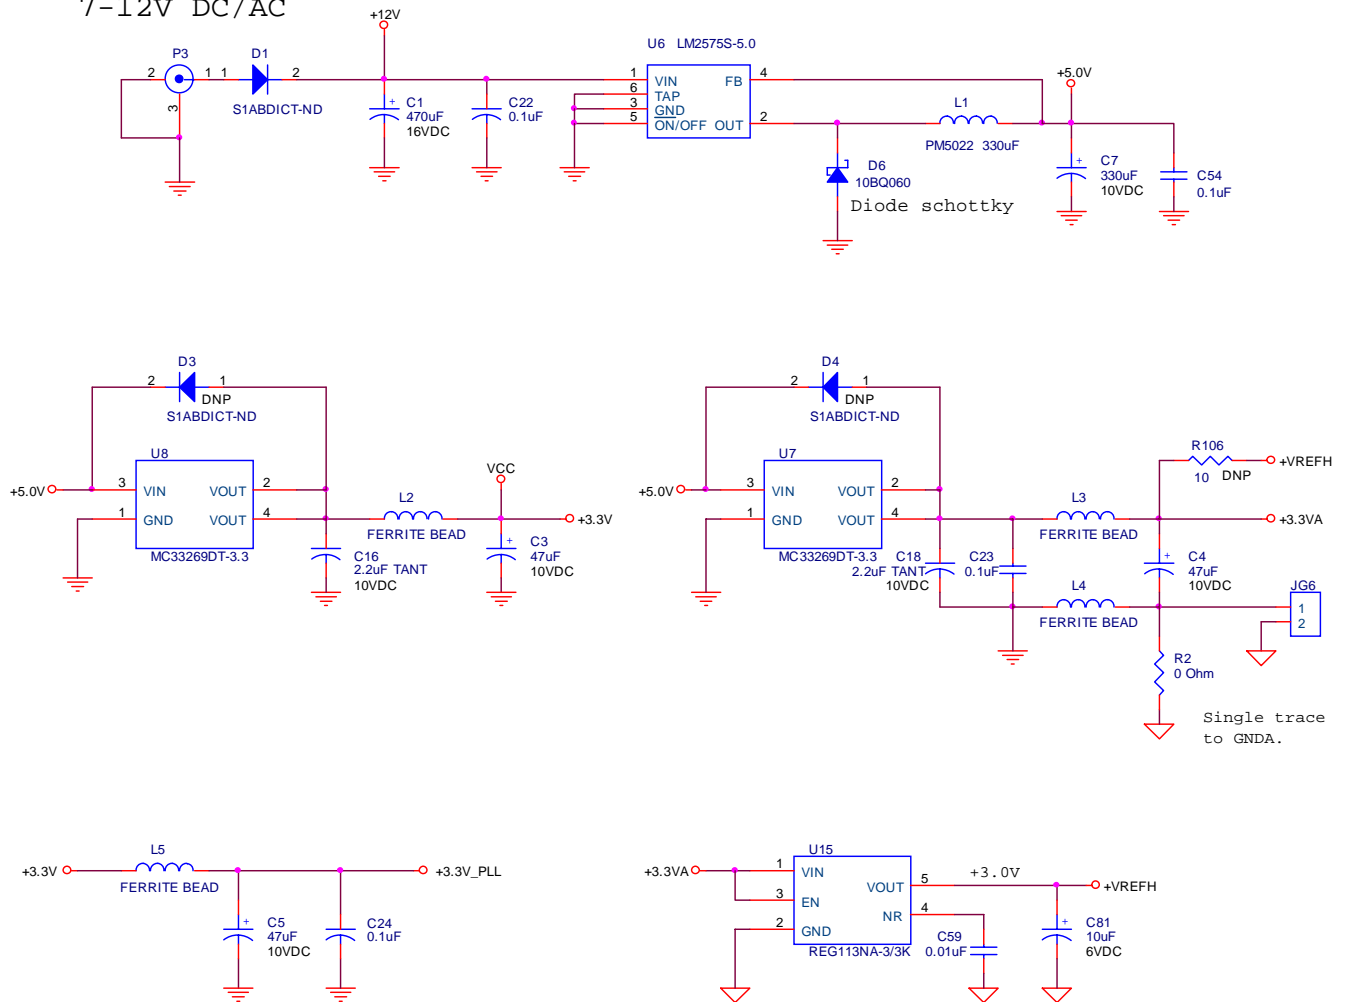 7-12V DC/AC
+12V
P3
D1
2
1
1
2
3
S1ABDICT-ND
C1
470uF
16VDC
+
C22
0.1uF
U6 LM2575S-5.0
1
6
3
5
VIN
TAP
GND
ON/OFF
FB
OUT
4
2
+5.0V
L1
PM5022 330uF
D6
10BQ060
Diode schottky
+
C7
330uF
10VDC
C54
0.1uF
D3
2
1
DNP
S1ABDICT-ND
U8
+5.0V
3
1
VIN
GND
VOUT
VOUT
2
4
MC33269DT-3.3
L2
FERRITE BEAD
VCC
+3.3V
C16
2.2uF TANT
10VDC
+
C3
47uF
10VDC
D4
2
1
DNP
S1ABDICT-ND
U7
+5.0V
3
1
VIN
GND
VOUT
VOUT
2
4
MC33269DT-3.3
C18
2.2uF TANT
10VDC
C23
0.1uF
L3
FERRITE BEAD
R106
10
DNP
+VREFH
+3.3VA
+
C4
47uF
10VDC
L4
FERRITE BEAD
JG6
1
2
R2
0 Ohm
Single trace
to GNDA.
+3.3V
L5
FERRITE BEAD
+3.3V_PLL
+
C5
47uF
10VDC
C24
0.1uF
U15
+3.3VA
1
3
2
VIN
EN
GND
VOUT
NR
5
4
REG113NA-3/3K
+3.0V
+VREFH
C59
0.01uF
+
C81
10uF
6VDC